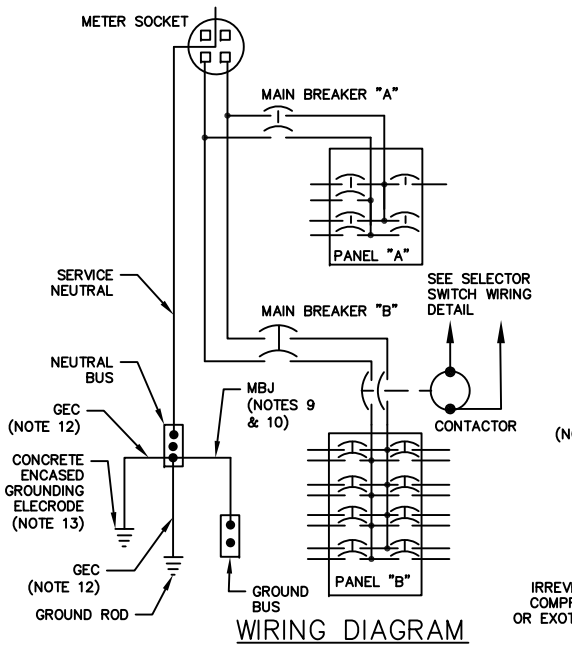 METER SOCKET
MAIN BREAKER "A"
PANEL "A"
SERVICE
NEUTRAL
SEE SELECTOR
SWITCH WIRING
DETAIL
MAIN BREAKER "B"
NEUTRAL
BUS
MBJ
(NOTES 9
& 10)
GEC
(NOTE 12)
CONTACTOR
CONCRETE
ENCASED
GROUNDING
ELECRODE
(NOTE 13)
GEC
(NOTE 12)
GROUND ROD
GROUND
BUS
PANEL "B"
WIRING DIAGRAM
OR